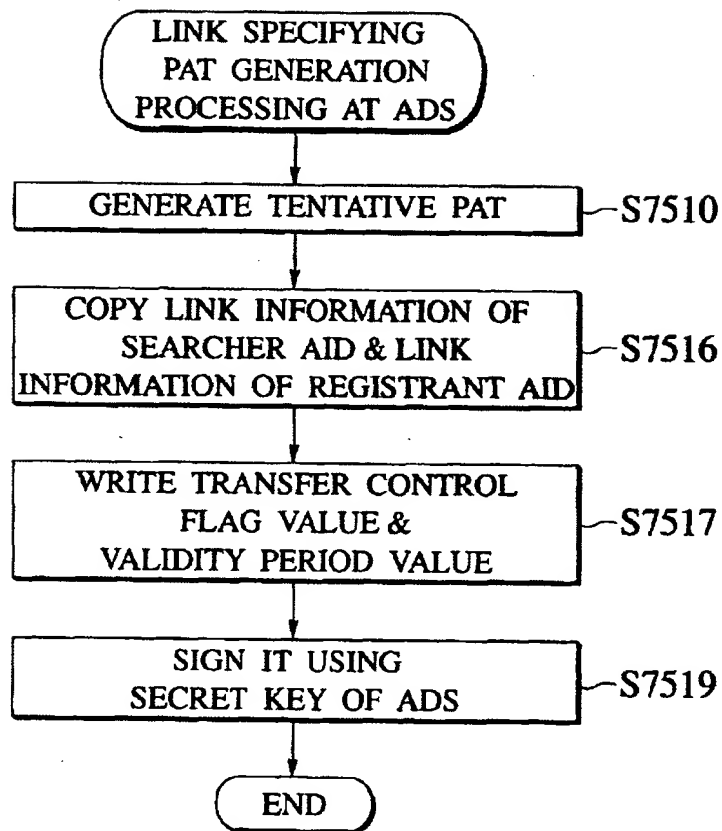 LINK SPECIFYING
PAT GENERATION
PROCESSING AT ADS
GENERATE TENTATIVE PAT
S7510
COPY LINK INFORMATION OF
SEARCHER AID & LINK
INFORMATION OF REGISTRANT AID
S7516
WRITE TRANSFER CONTROL
FLAG VALUE &
VALIDITY PERIOD VALUE
S7517
SIGN IT USING
SECRET KEY OF ADS
S7519
END